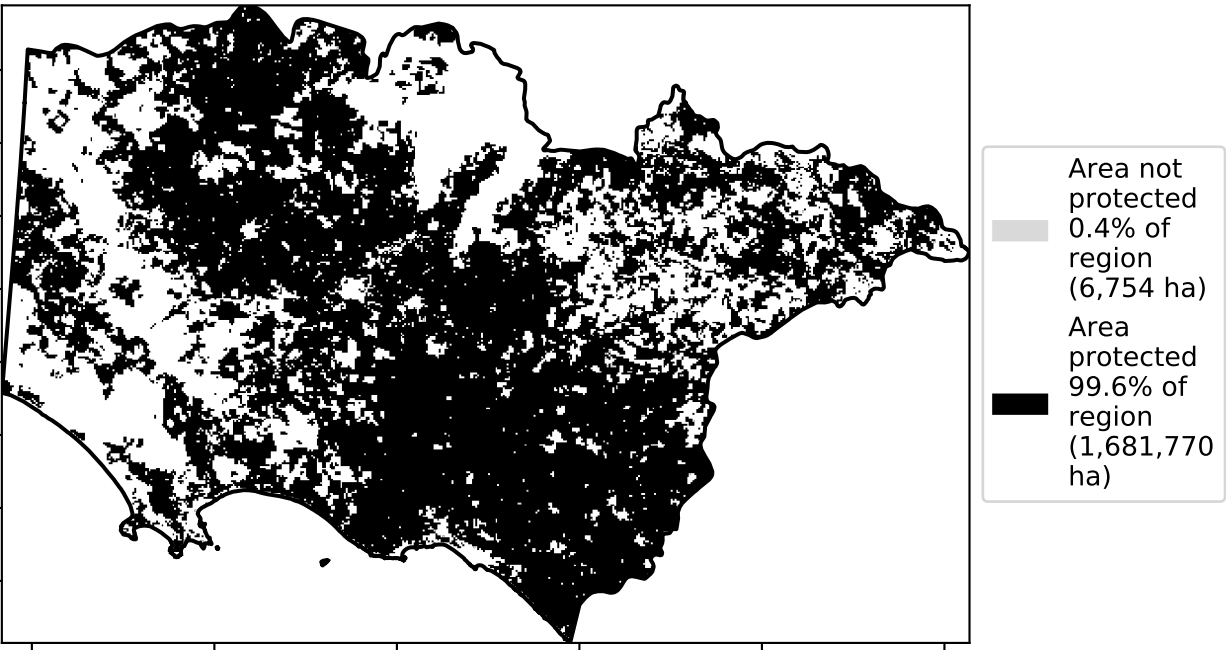 Area not
protected
0.4% of
region
(6,754 ha)
Area
protected
99.6% of
region
(1,681,770
ha)